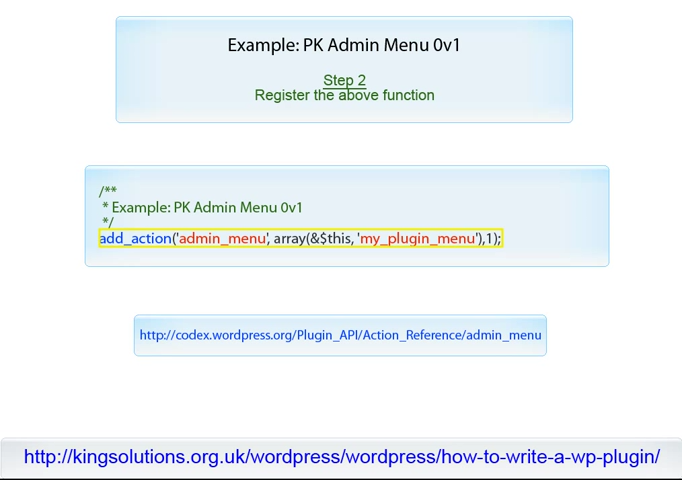 Example: PK Admin Menu 0v1
Step 2
Register the above function
/**
* Example: PK Admin Menu 0v1
*/
add_action('admin_menu', array(&$this, 'my_plugin_menu'),1);
http://codex.wordpress.org/Plugin_API/Action_Reference/admin_menu
http://kingsolutions.org.uk/wordpress/wordpress/how-to-write-a-wp-plugin/